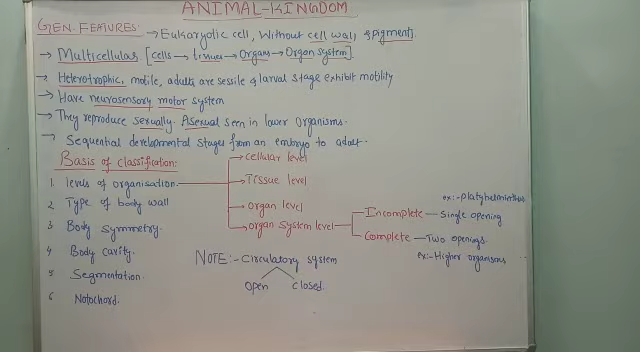 ANIMAL-KINGDOM
GEN. FEATURES → Eukaryotic cell, without cell wall & pigments.
→ Multicellular [cells → tissues → Organs → Organ system]
→ Heterotrophic, motile, adults are sessile & larval stage exhibit motility
→ Have neurosensory motor system
→ They reproduce sexually. Asexual seen in lower organisms.
→ Sequential developmental stages from an embryo to adult.
Basis of classification:
1. levels of organisation
→ Cellular level
→ Tissue level
→ organ level
→ organ system level
Incomplete — Single opening
ex:- platyhelminthes
Complete — Two openings.
ex:- Higher organisms
2 Type of body wall
3 Body symmetry.
4 Body cavity.
5 Segmentation.
6 Notochord.
NOTE:- Circulatory system
open closed.